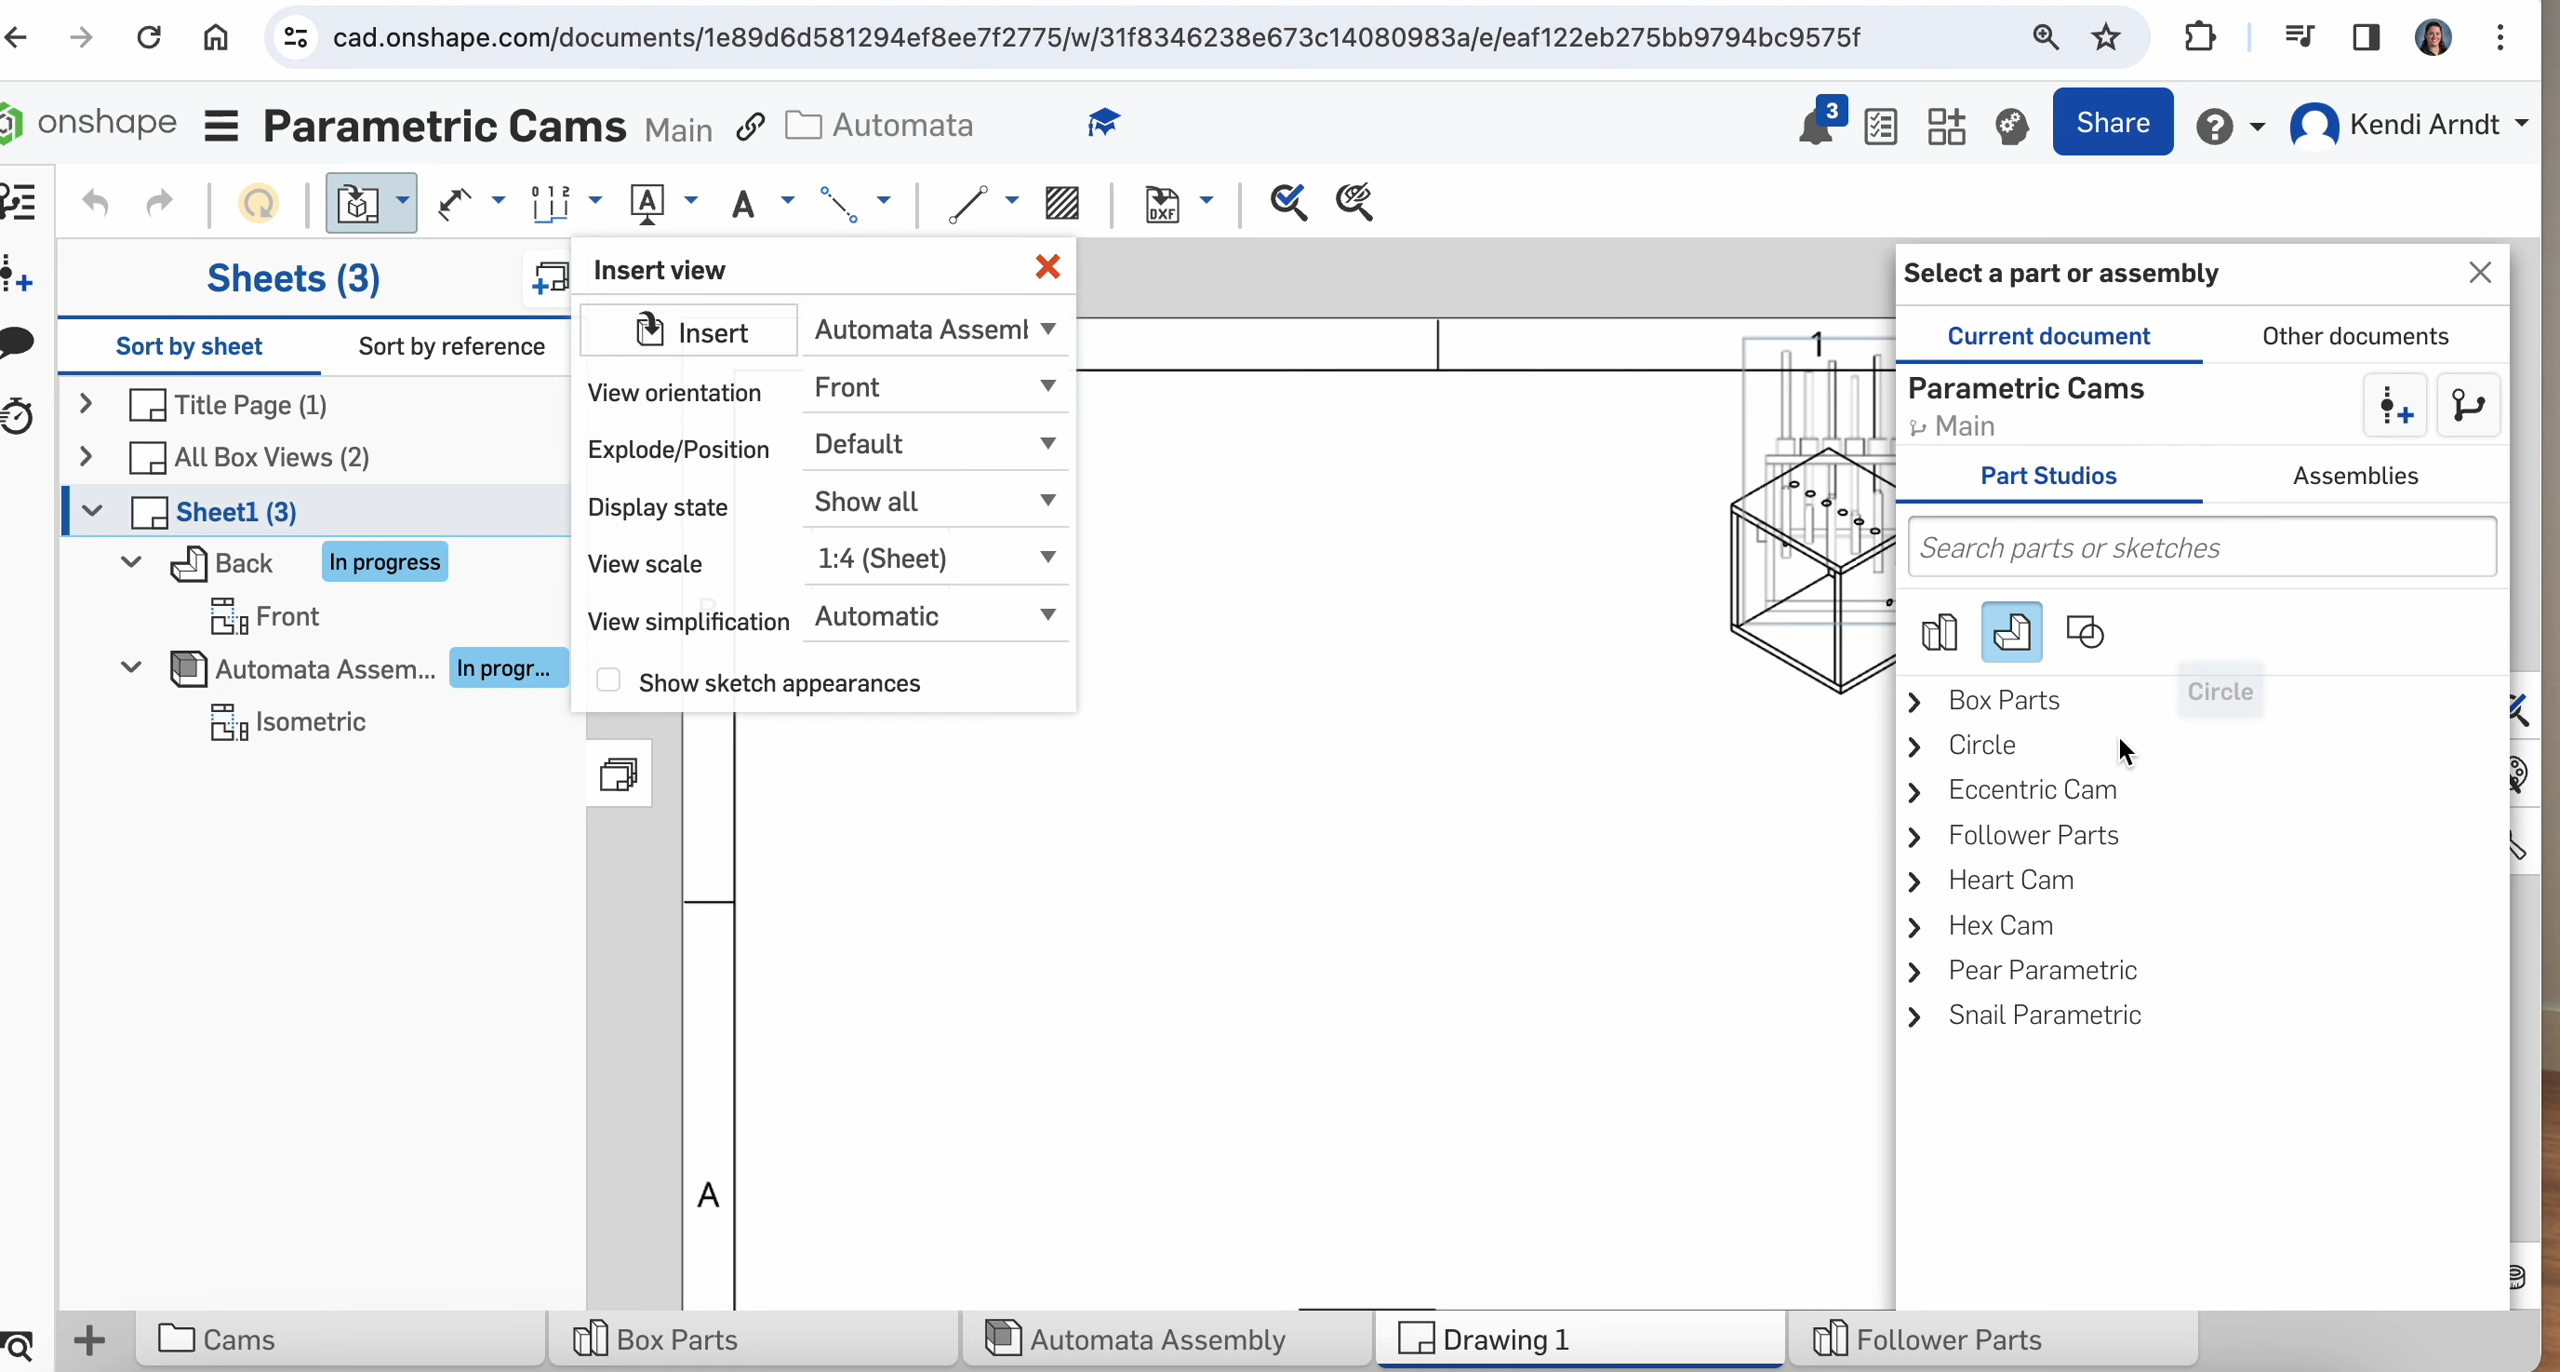 cad.onshape.com/documents/1e89d6d581294ef8ee7f2775/w/31f8346238e673c14080983a/e/eaf122eb275bb9794bc9575f
onshape Parametric Cams Main Automata 3 Share Kendi Arndt
0 1 2 A A DXF
Sheets (3)
Sort by sheet Sort by reference
Title Page (1)
All Box Views (2)
Sheet1 (3)
Back In progress
Front
Automata Assem... In progr...
Isometric
Insert view
Insert Automata Assembl
View orientation Front
Explode/Position Default
Display state Show all
View scale 1:4 (Sheet)
View simplification Automatic
Show sketch appearances
1
B
A
Select a part or assembly
Current document Other documents
Parametric Cams
Main
Part Studios Assemblies
Search parts or sketches
Circle
Box Parts
Circle
Eccentric Cam
Follower Parts
Heart Cam
Hex Cam
Pear Parametric
Snail Parametric
Cams Box Parts Automata Assembly Drawing 1 Follower Parts